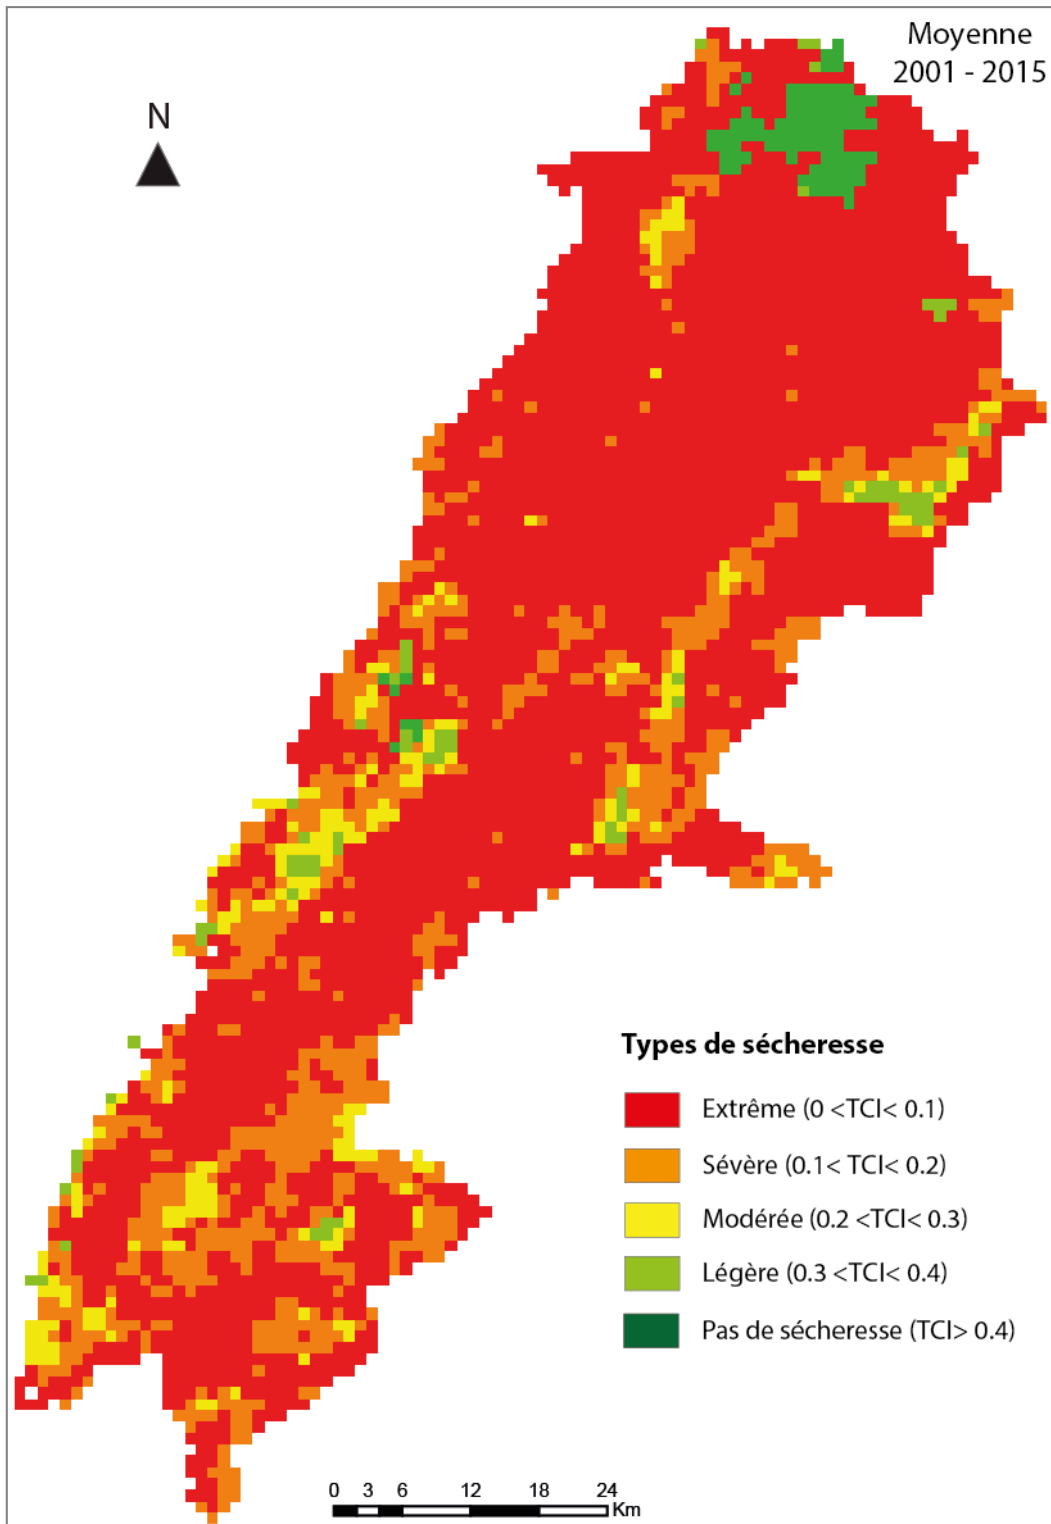 Moyenne
2001 - 2015
N
Types de sécheresse
Extrême (0 <TCI< 0.1)
Sévère (0.1< TCI< 0.2)
Modérée (0.2 <TCI< 0.3)
Légère (0.3 <TCI< 0.4)
Pas de sécheresse (TCI> 0.4)
0 3 6 12 18 24
Km